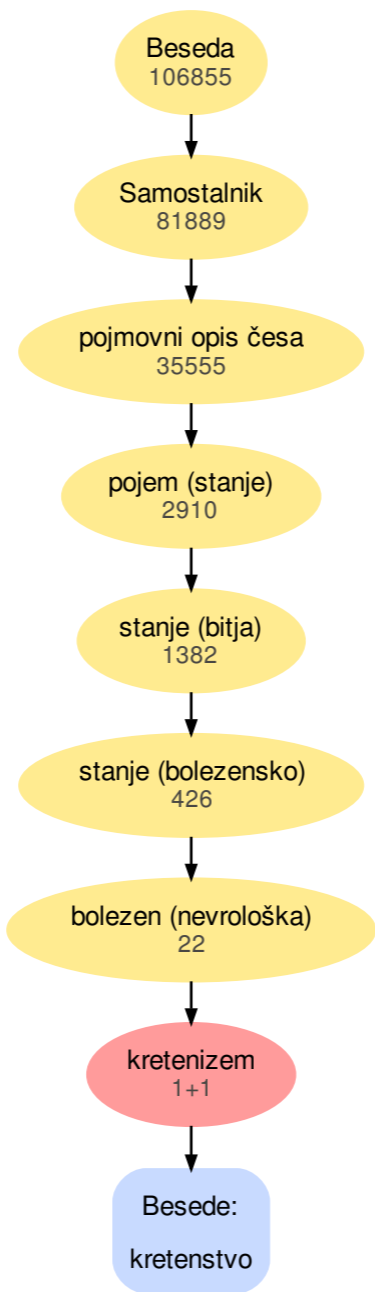 Beseda
106855
Samostalnik
81889
pojmovni opis česa
35555
pojem (stanje)
2910
stanje (bitja)
1382
stanje (bolezensko)
426
bolezen (nevrološka)
22
kretenizem
1+1
Besede:
kretenstvo